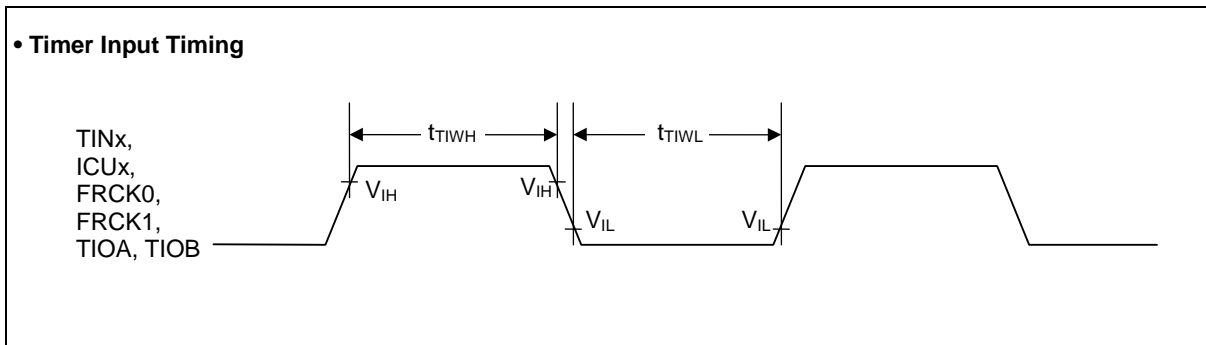 • Timer Input Timing
tTIWH
tTIWL
TINx,
ICUx,
FRCK0,
FRCK1,
TIOA, TIOB
VIH
VIH
VIL
VIL